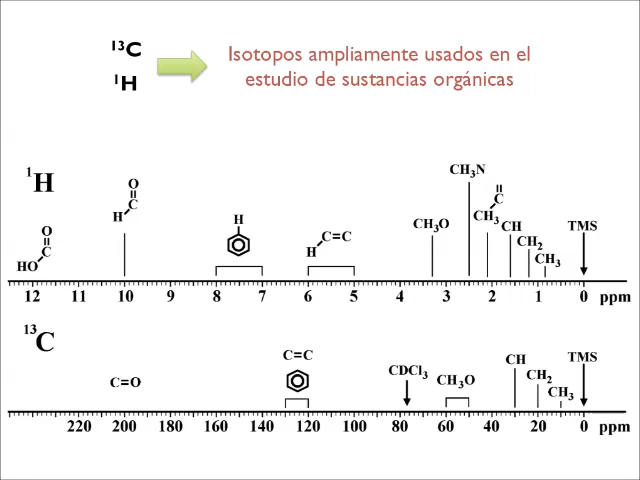 ¹³C
¹H
Isotopos ampliamente usados en el
estudio de sustancias orgánicas
¹H
O
C
HO
O
C
H
H
C=C
H
CH₃O
CH₃N
C
CH₃
CH
CH₂
CH₃
TMS
12 11 10 9 8 7 6 5 4 3 2 1 0 ppm
¹³C
C=O
C=C
CDCl₃
CH₃O
CH
CH₂
CH₃
TMS
220 200 180 160 140 120 100 80 60 40 20 0 ppm